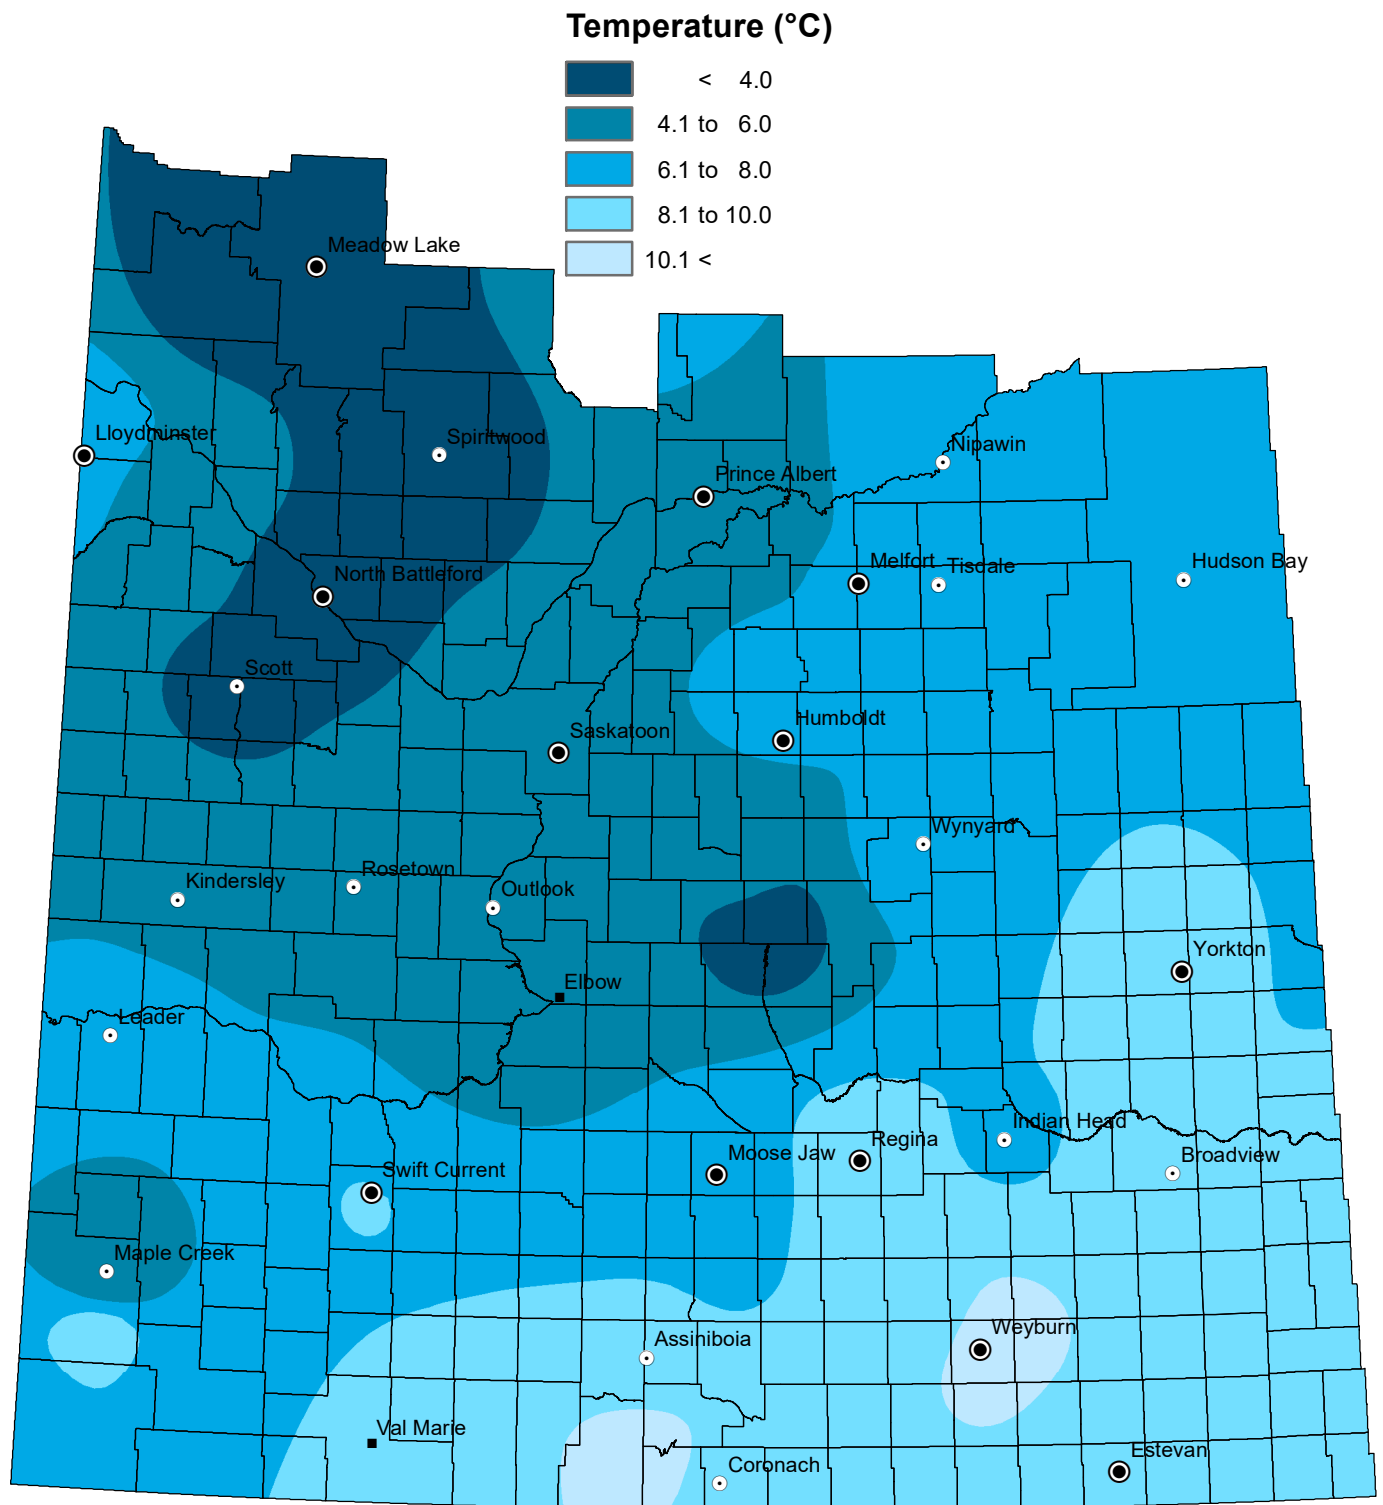 Temperature (°C)
< 4.0
4.1 to 6.0
6.1 to 8.0
8.1 to 10.0
10.1 <
Meadow Lake
Lloydminster
Spiritwood
Nipawin
Prince Albert
North Battleford
Melfort
Tisdale
Hudson Bay
Scott
Saskatoon
Humboldt
Wynyard
Kindersley
Rosetown
Outlook
Yorkton
Elbow
Leader
Indian Head
Regina
Moose Jaw
Broadview
Swift Current
Maple Creek
Weyburn
Assiniboia
Val Marie
Coronach
Estevan